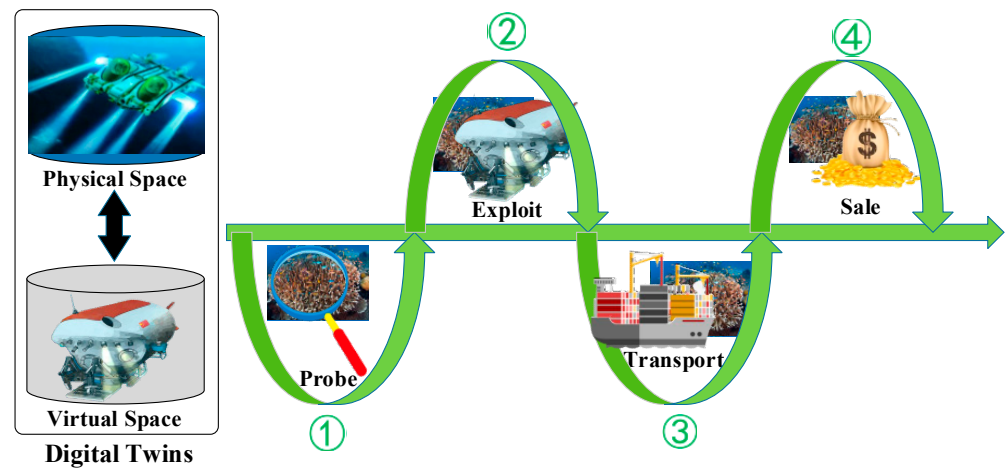 Physical Space
Virtual Space
Digital Twins
Probe
①
②
Exploit
Transport
③
④
$
Sale